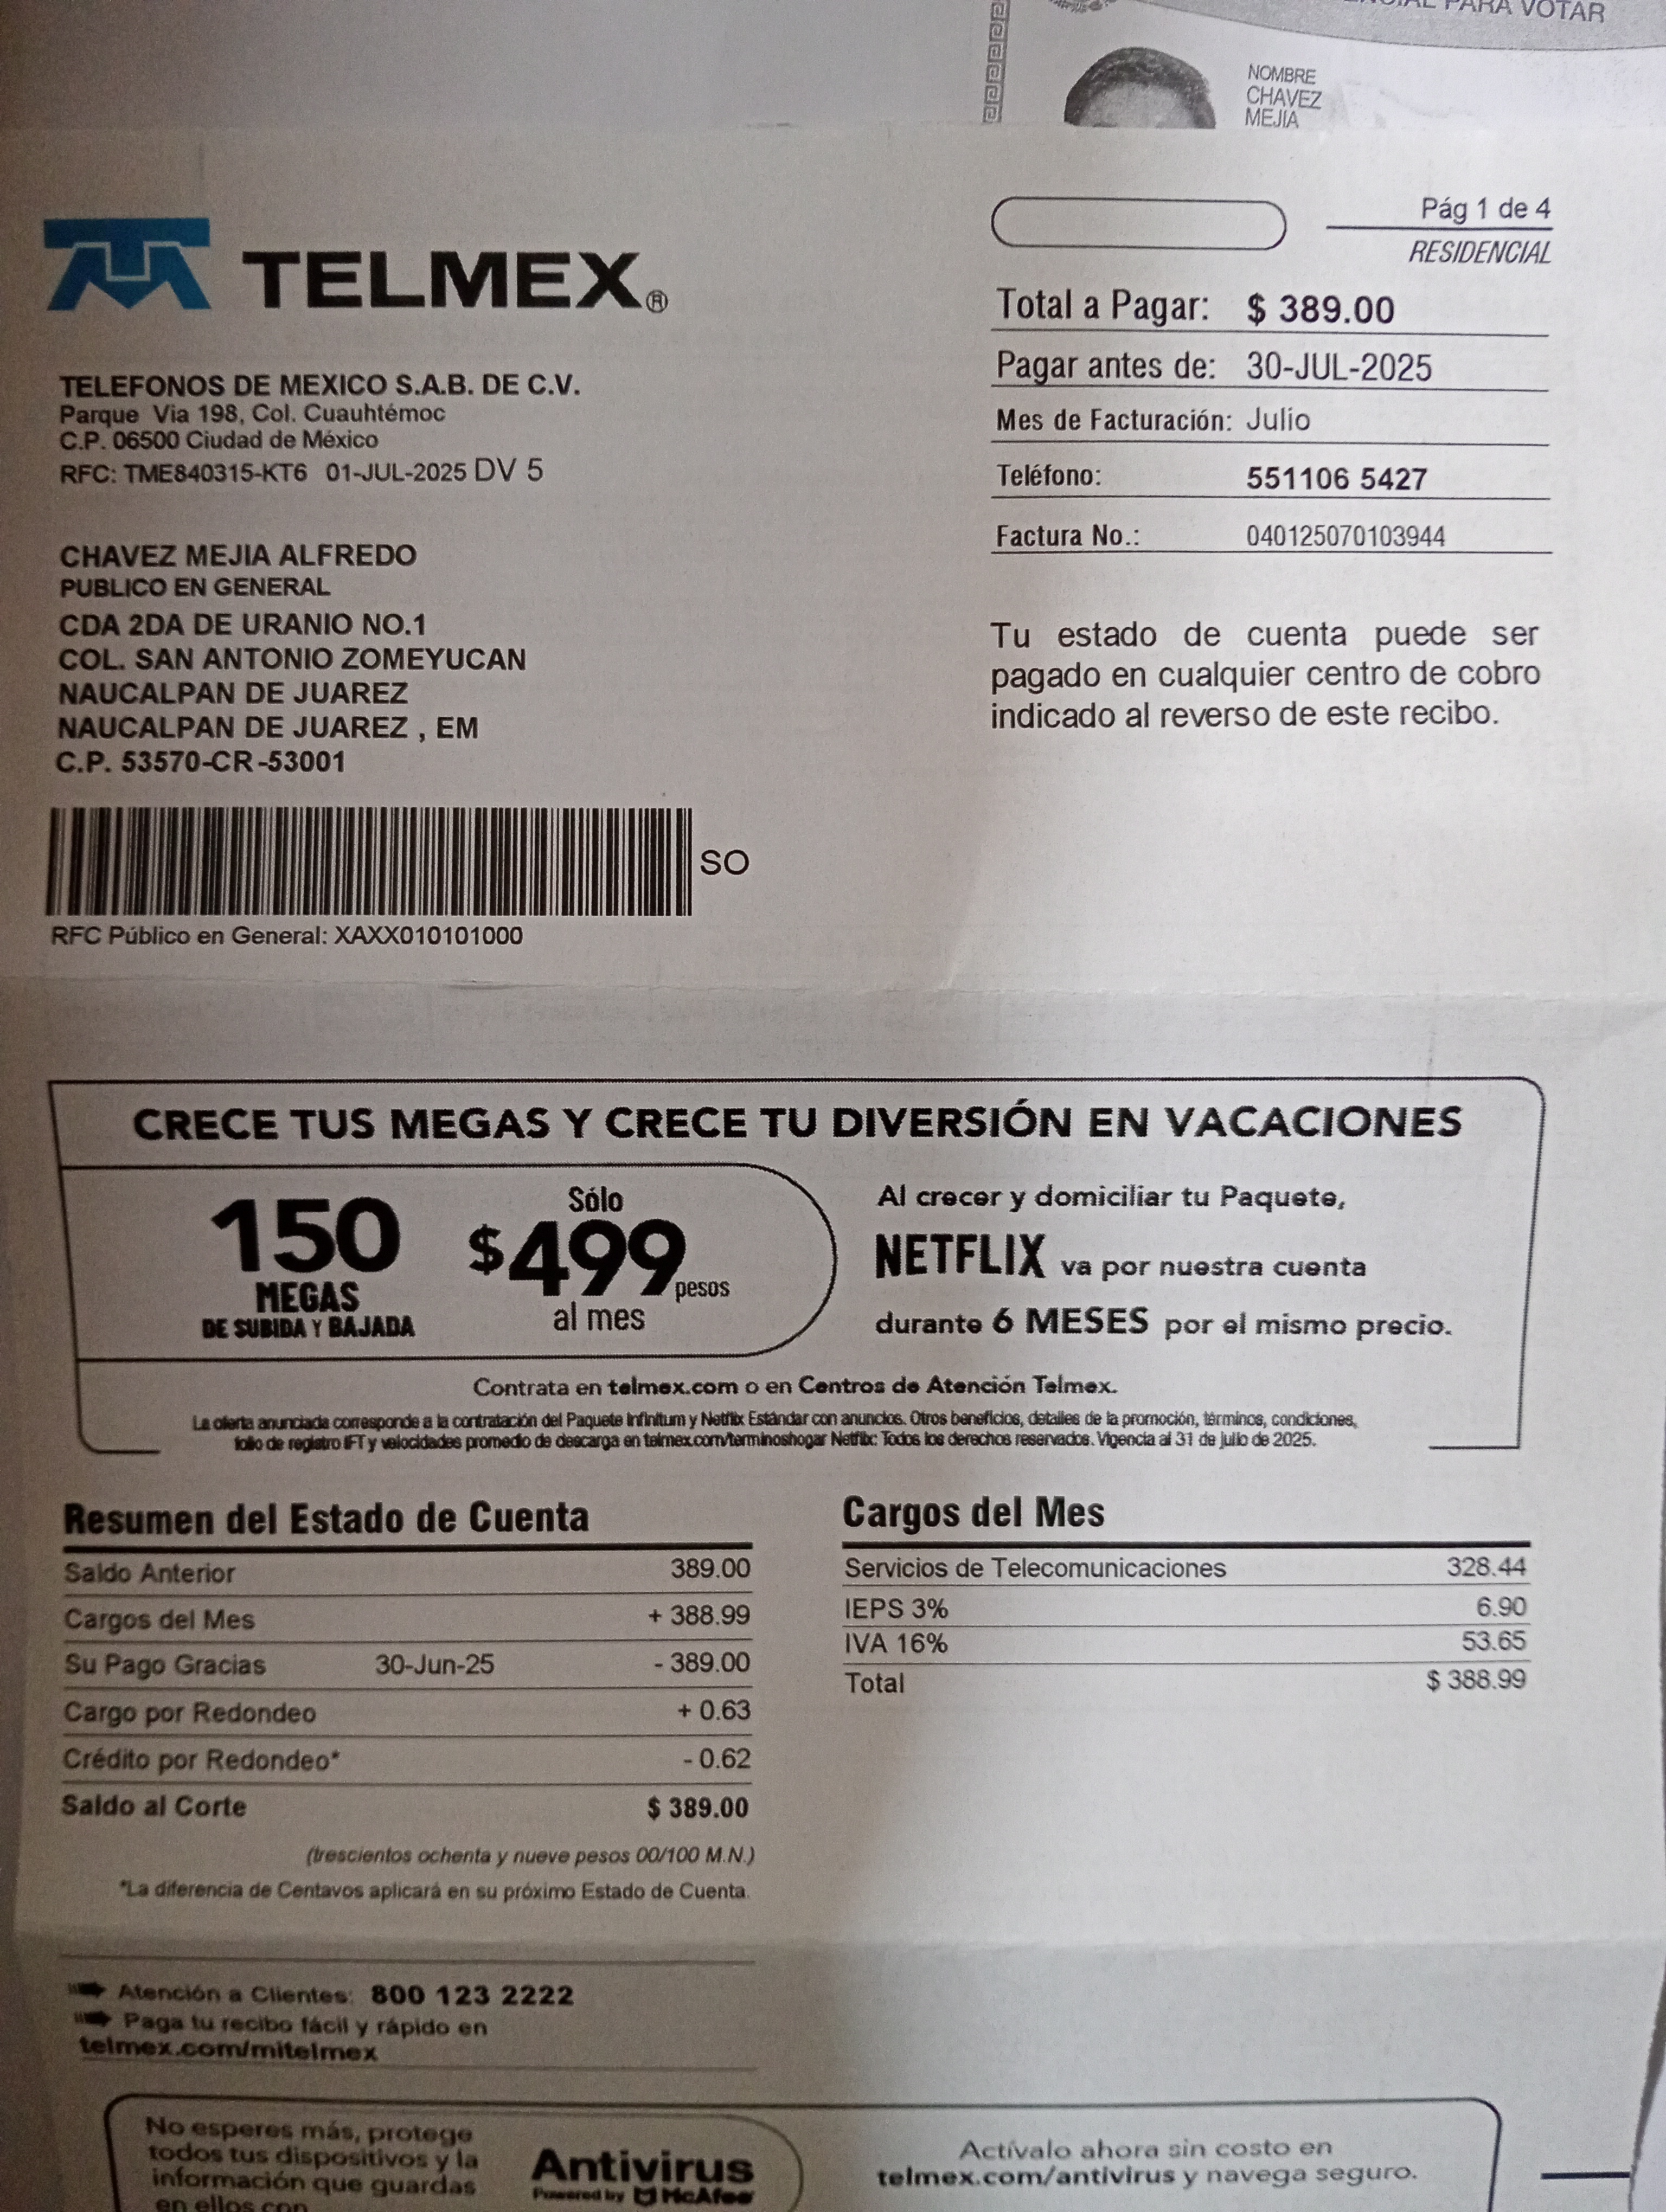 PARA VOTAR
NOMBRE
CHAVEZ
MEJIA
Pág 1 de 4
RESIDENCIAL
TELMEX®
Total a Pagar: $ 389.00
Pagar antes de: 30-JUL-2025
Mes de Facturación: Julio
Teléfono: 551106 5427
Factura No.: 040125070103944
TELEFONOS DE MEXICO S.A.B. DE C.V.
Parque Via 198, Col. Cuauhtémoc
C.P. 06500 Ciudad de México
RFC: TME840315-KT6 01-JUL-2025 DV 5
CHAVEZ MEJIA ALFREDO
PUBLICO EN GENERAL
CDA 2DA DE URANIO NO.1
COL. SAN ANTONIO ZOMEYUCAN
NAUCALPAN DE JUAREZ
NAUCALPAN DE JUAREZ , EM
C.P. 53570-CR-53001
Tu estado de cuenta puede ser
pagado en cualquier centro de cobro
indicado al reverso de este recibo.
SO
RFC Público en General: XAXX010101000
CRECE TUS MEGAS Y CRECE TU DIVERSIÓN EN VACACIONES
150
MEGAS
DE SUBIDA Y BAJADA
Sólo
$499 pesos
al mes
Al crecer y domiciliar tu Paquete,
NETFLIX va por nuestra cuenta
durante 6 MESES por el mismo precio.
Contrata en telmex.com o en Centros de Atención Telmex.
La oferta anunciada corresponde a la contratación del Paquete Infinitum y Netflix Estándar con anuncios. Otros beneficios, detalles de la promoción, términos, condiciones,
folio de registro IFT y velocidades promedio de descarga en telmex.com/terminoshogar Netflix: Todos los derechos reservados. Vigencia al 31 de julio de 2025.
Resumen del Estado de Cuenta
Saldo Anterior 389.00
Cargos del Mes + 388.99
Su Pago Gracias 30-Jun-25 - 389.00
Cargo por Redondeo + 0.63
Crédito por Redondeo* - 0.62
Saldo al Corte $ 389.00
(trescientos ochenta y nueve pesos 00/100 M.N.)
*La diferencia de Centavos aplicará en su próximo Estado de Cuenta.
Cargos del Mes
Servicios de Telecomunicaciones 328.44
IEPS 3% 6.90
IVA 16% 53.65
Total $ 388.99
Atención a Clientes: 800 123 2222
Paga tu recibo fácil y rápido en
telmex.com/mitelmex
No esperes más, protege
todos tus dispositivos y la
información que guardas
en ellos con
Antivirus
Powered by McAfee
Actívalo ahora sin costo en
telmex.com/antivirus y navega seguro.